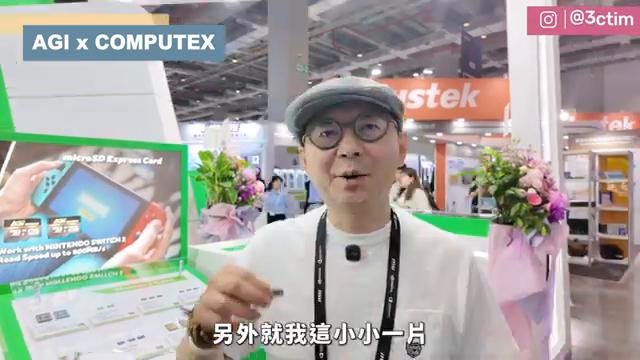 AGI x COMPUTEX
@3ctim
ustek
microSD Express Card
Work with NINTENDO SWITCH 2
Read Speed up to 800MB/s
另外就我這小小一片